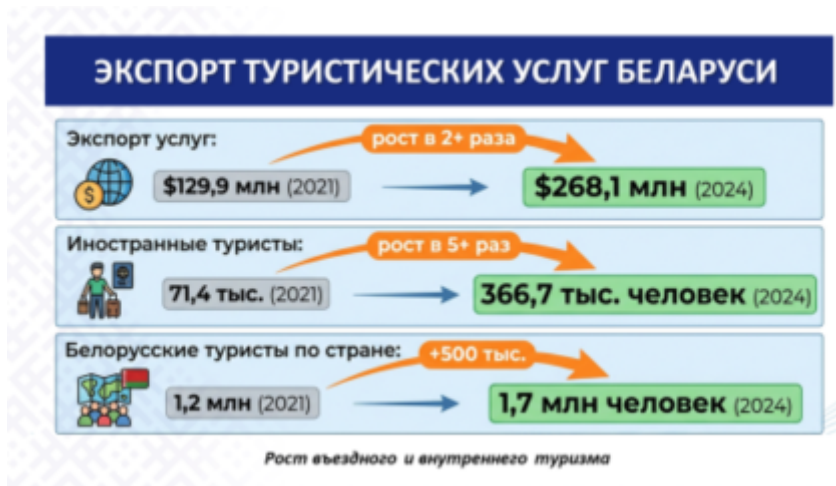 ЭКСПОРТ ТУРИСТИЧЕСКИХ УСЛУГ БЕЛАРУСИ
Экспорт услуг:
рост в 2+ раза
$129,9 млн (2021)
$268,1 млн (2024)
Иностранные туристы:
рост в 5+ раз
71,4 тыс. (2021)
366,7 тыс. человек (2024)
Белорусские туристы по стране:
+500 тыс.
1,2 млн (2021)
1,7 млн человек (2024)
Рост въездного и внутреннего туризма